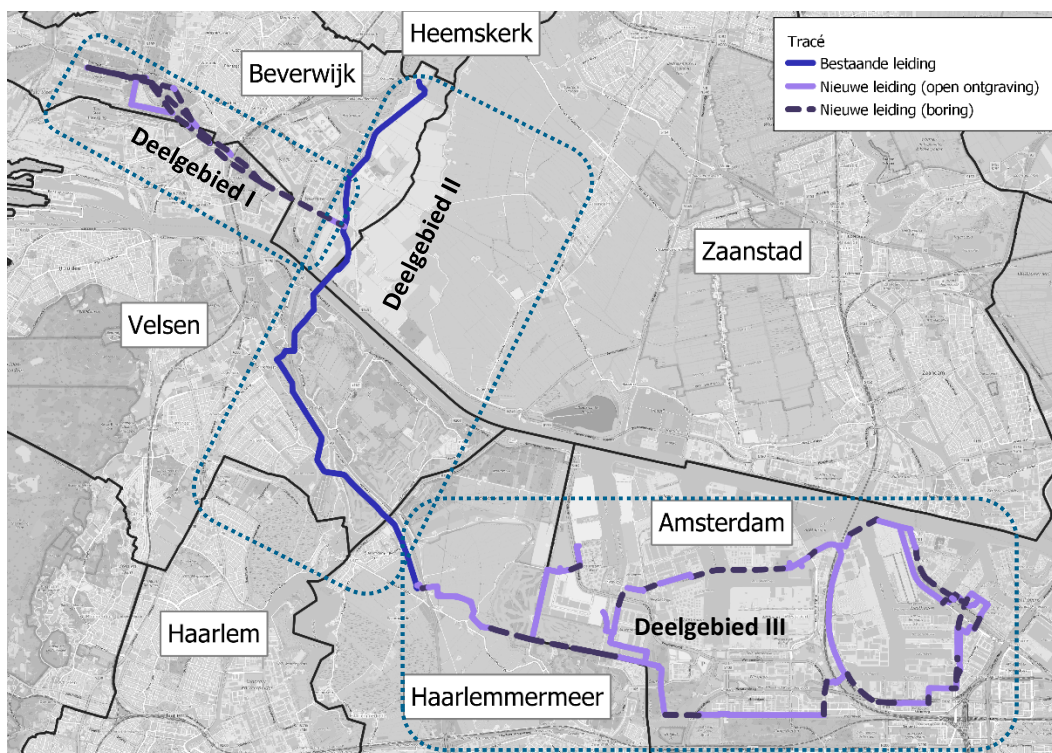 Heemskerk
Beverwijk
Tracé
Bestaande leiding
Nieuwe leiding (open ontgraving)
Nieuwe leiding (boring)
Deelgebied I
Deelgebied II
Zaanstad
Velsen
Amsterdam
Deelgebied III
Haarlem
Haarlemmermeer